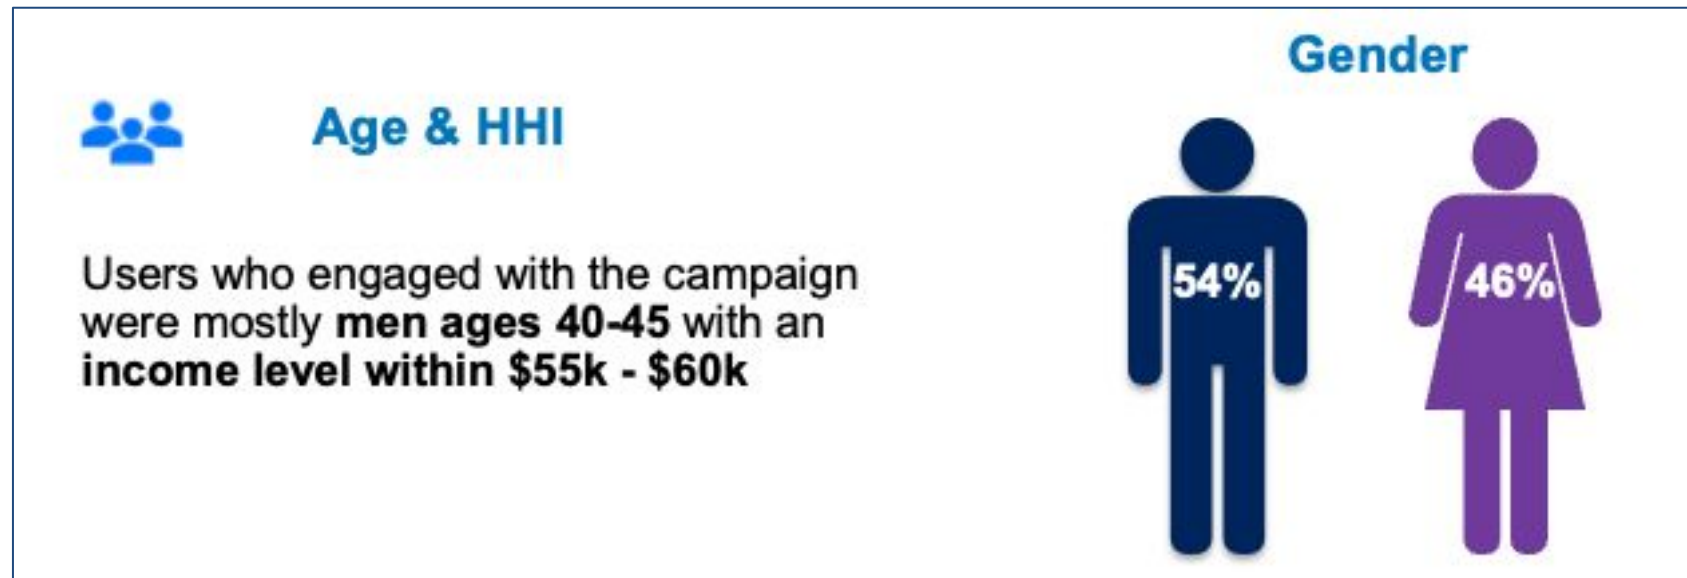 Age & HHI
Users who engaged with the campaign
were mostly men ages 40-45 with an
income level within $55k - $60k
Gender
54%
46%